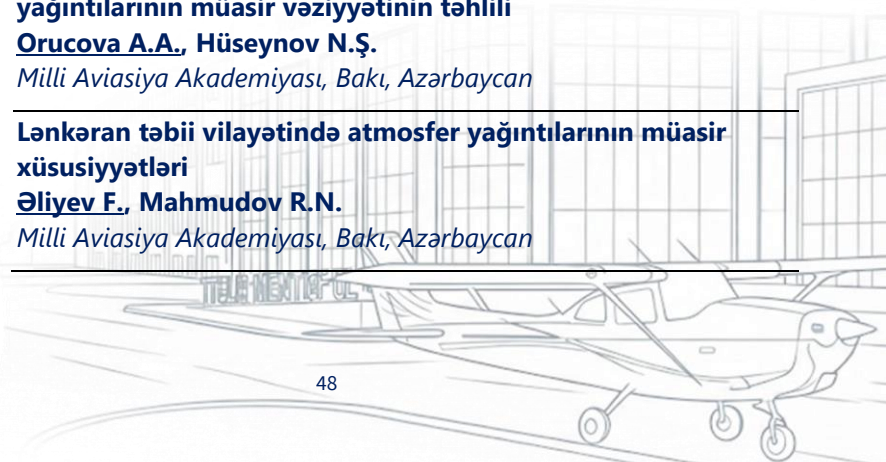 yağıntılarının müasir vəziyyətinin təhlili
Orucova A.A., Hüseynov N.Ş.
Milli Aviasiya Akademiyası, Bakı, Azərbaycan
Lənkəran təbii vilayətində atmosfer yağıntılarının müasir
xüsusiyyətləri
Əliyev F., Mahmudov R.N.
Milli Aviasiya Akademiyası, Bakı, Azərbaycan
48